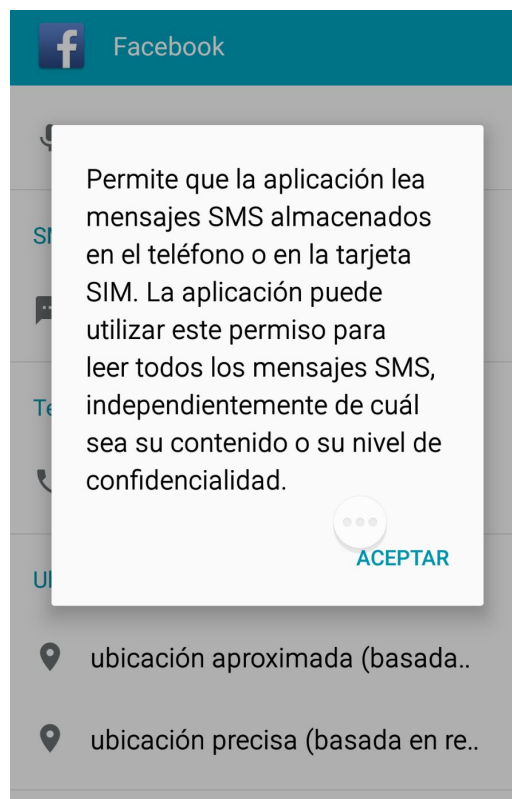 Facebook
Permite que la aplicación lea
mensajes SMS almacenados
en el teléfono o en la tarjeta
SIM. La aplicación puede
utilizar este permiso para
leer todos los mensajes SMS,
independientemente de cuál
sea su contenido o su nivel de
confidencialidad.
ACEPTAR
ubicación aproximada (basada..
ubicación precisa (basada en re..